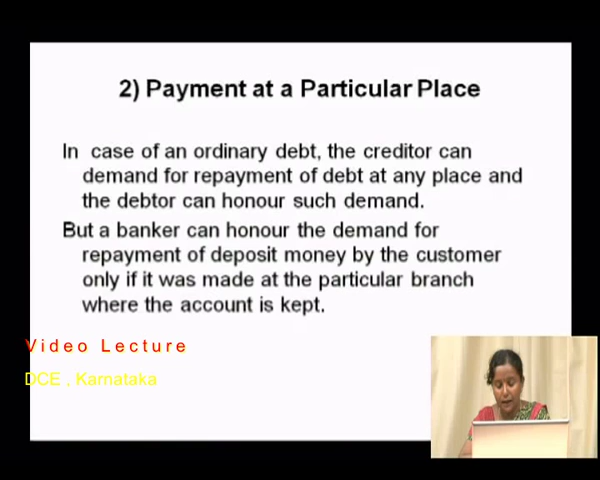 2) Payment at a Particular Place
In case of an ordinary debt, the creditor can
demand for repayment of debt at any place and
the debtor can honour such demand.
But a banker can honour the demand for
repayment of deposit money by the customer
only if it was made at the particular branch
where the account is kept.
Video Lecture
DCE , Karnataka